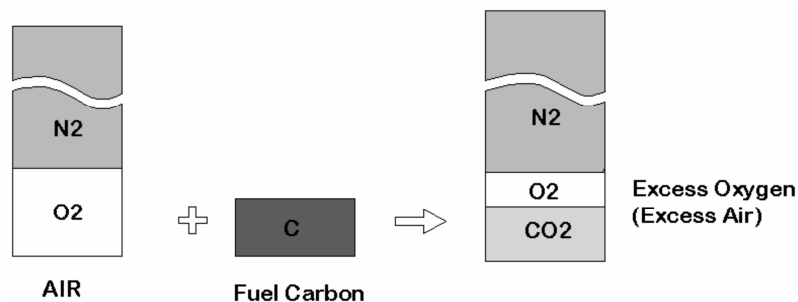 N2
O2
AIR
C
Fuel Carbon
N2
O2
CO2
Excess Oxygen
(Excess Air)